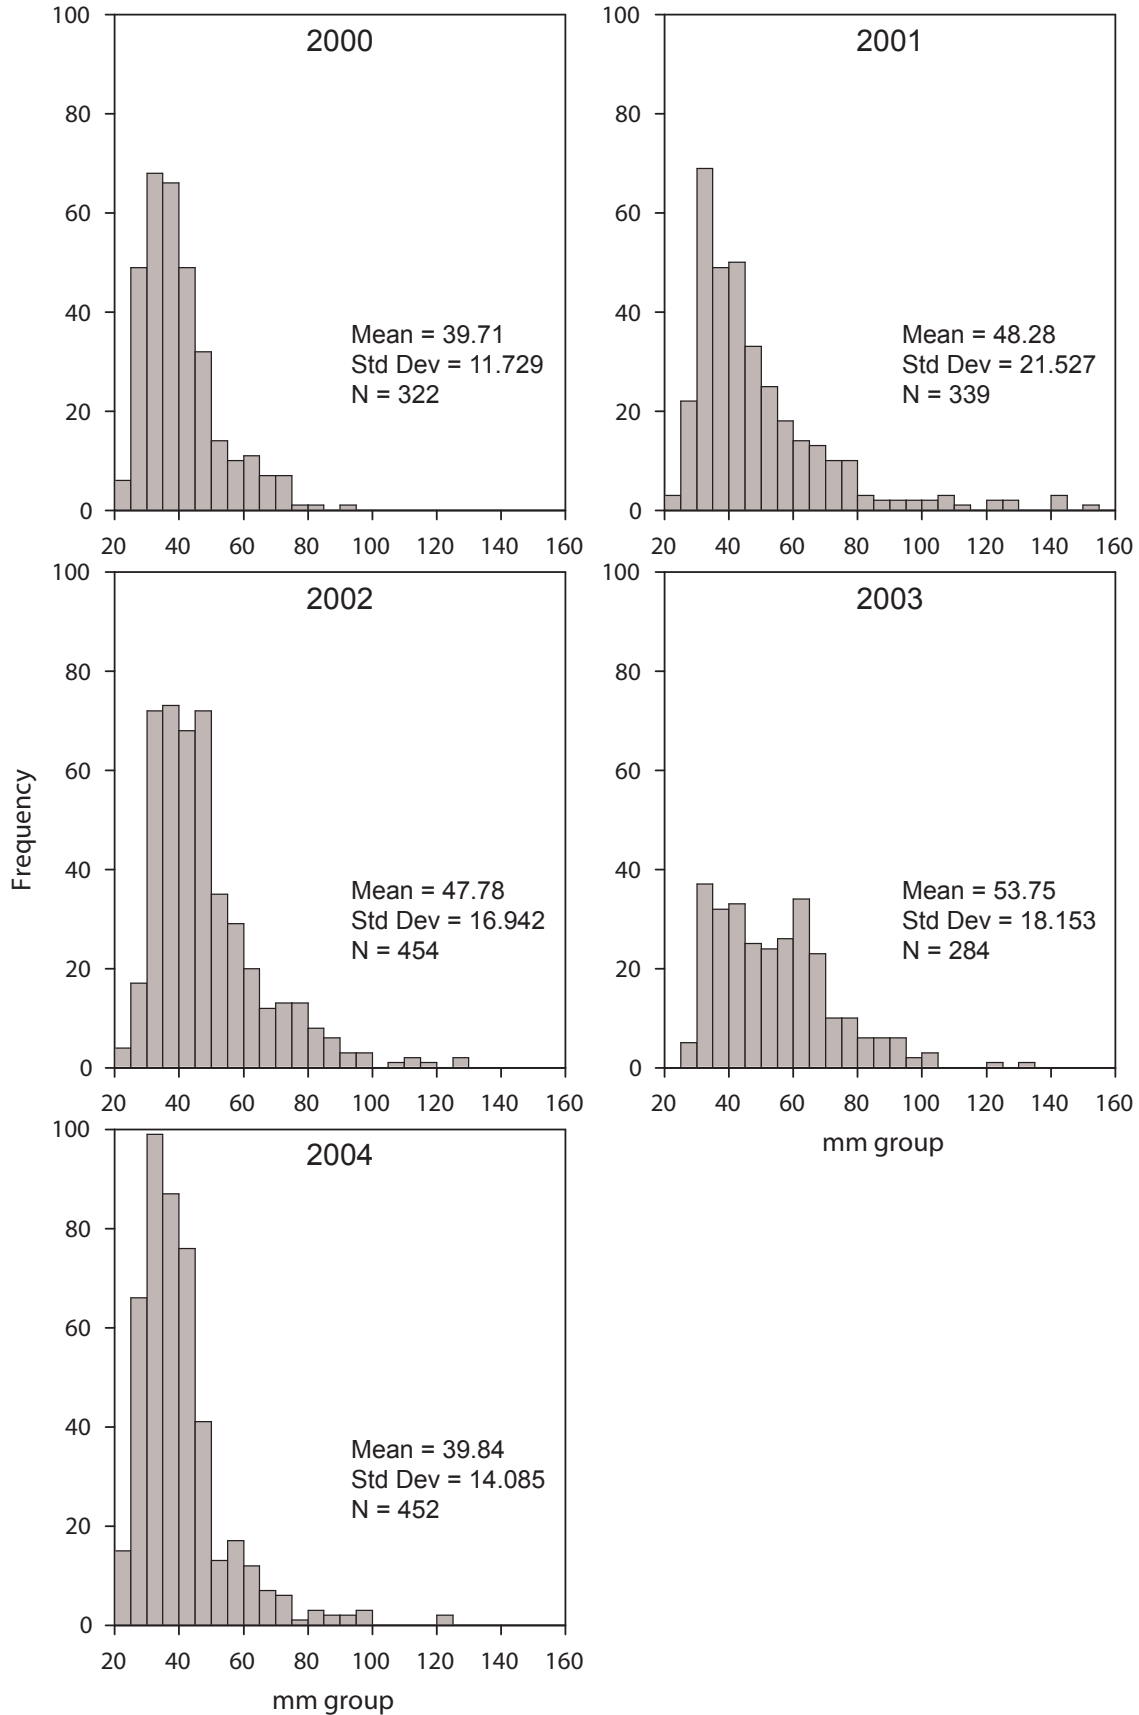 2000
100
80
60
40
20
0
Mean = 39.71
Std Dev = 11.729
N = 322
20 40 60 80 100 120 140 160
2001
100
80
60
40
20
0
Mean = 48.28
Std Dev = 21.527
N = 339
20 40 60 80 100 120 140 160
Frequency
2002
100
80
60
40
20
0
Mean = 47.78
Std Dev = 16.942
N = 454
20 40 60 80 100 120 140 160
2003
100
80
60
40
20
0
Mean = 53.75
Std Dev = 18.153
N = 284
20 40 60 80 100 120 140 160
mm group
2004
100
80
60
40
20
0
Mean = 39.84
Std Dev = 14.085
N = 452
20 40 60 80 100 120 140 160
mm group